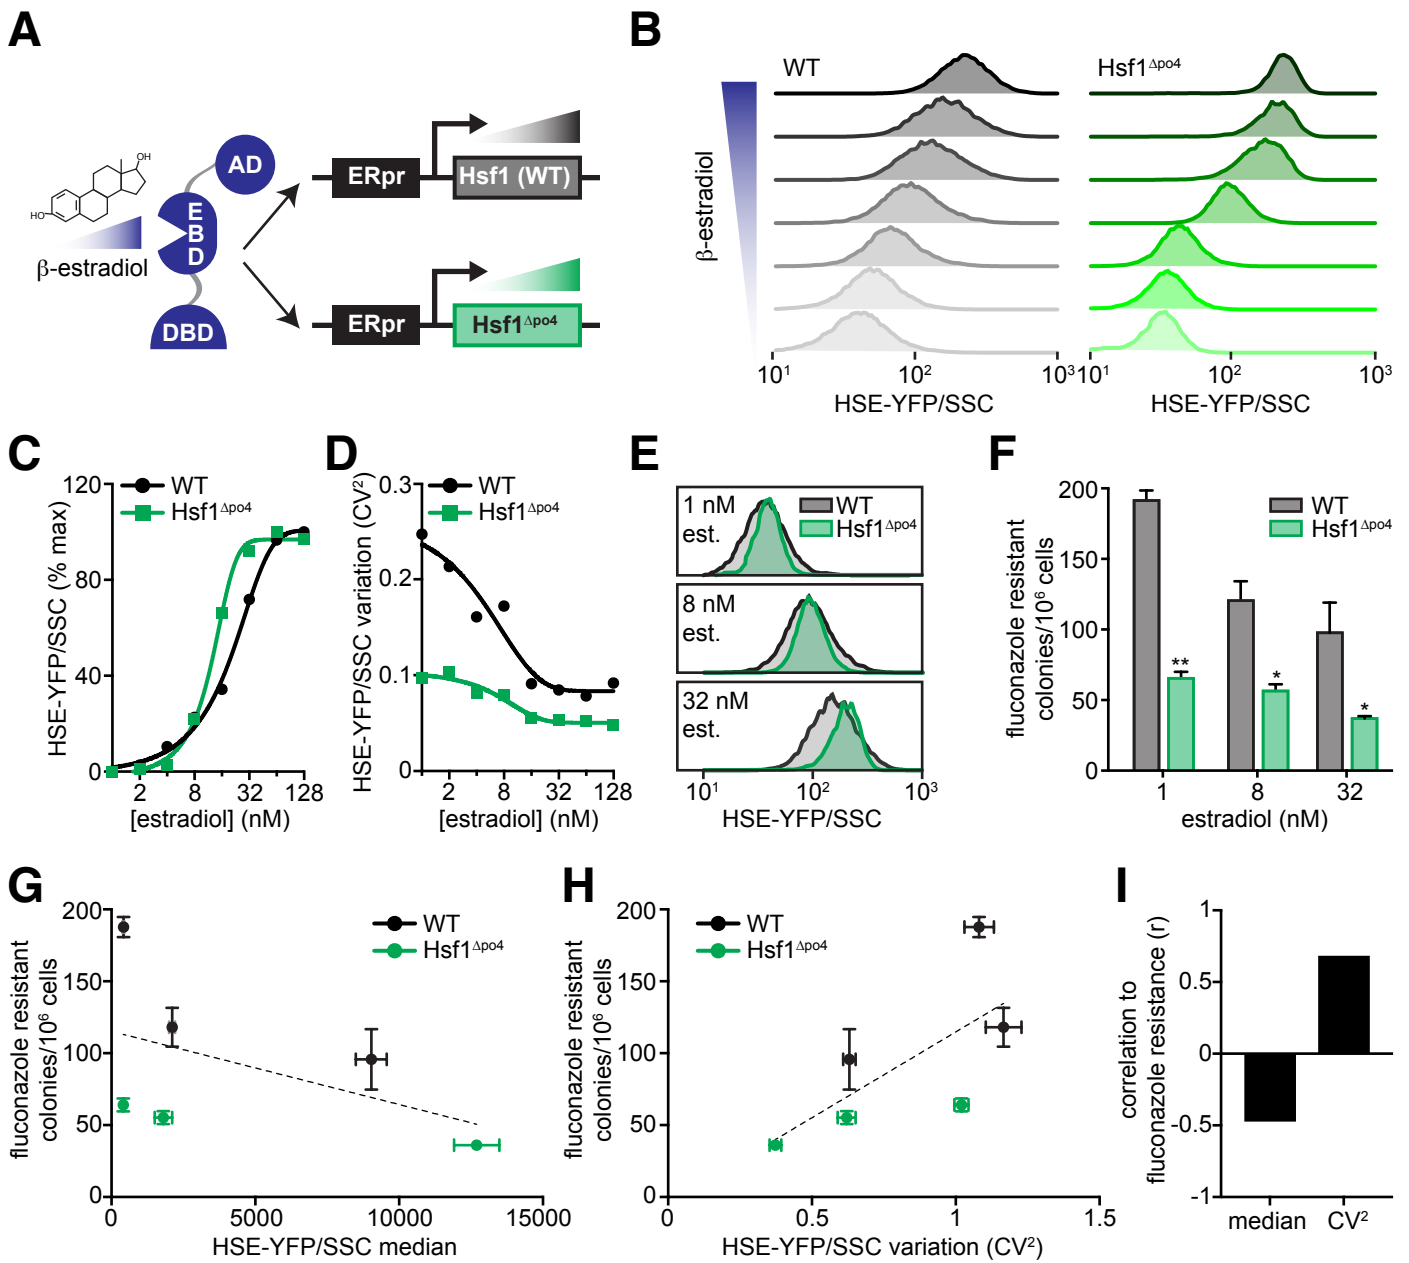 A
OH
HO
β-estradiol
AD
E
B
D
DBD
ERpr
Hsf1 (WT)
ERpr
Hsf1Δpo4
B
WT
Hsf1Δpo4
β-estradiol
10¹ 10² 10³
HSE-YFP/SSC
10¹ 10² 10³
HSE-YFP/SSC
C
HSE-YFP/SSC (% max)
120
80
40
0
WT
Hsf1Δpo4
2 8 32 128
[estradiol] (nM)
D
HSE-YFP/SSC variation (CV²)
0.3
0.2
0.1
0
WT
Hsf1Δpo4
2 8 32 128
[estradiol] (nM)
E
1 nM
est.
WT
Hsf1Δpo4
8 nM
est.
32 nM
est.
10¹ 10² 10³
HSE-YFP/SSC
F
fluconazole resistant
colonies/10⁶ cells
200
150
100
50
0
WT
Hsf1Δpo4
**
*
*
1 8 32
estradiol (nM)
G
fluconazole resistant
colonies/10⁶ cells
200
150
100
50
0
WT
Hsf1Δpo4
0 5000 10000 15000
HSE-YFP/SSC median
H
fluconazole resistant
colonies/10⁶ cells
200
150
100
50
0
WT
Hsf1Δpo4
0 0.5 1 1.5
HSE-YFP/SSC variation (CV²)
I
correlation to
fluconazole resistance (r)
1
0.5
0
-0.5
-1
median CV²